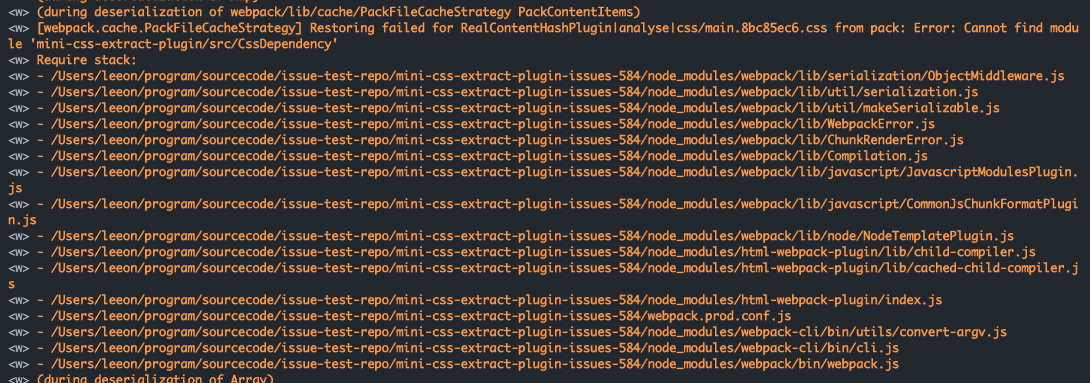 <w> (during deserialization of webpack/lib/cache/PackFileCacheStrategy PackContentItems)
<w> [webpack.cache.PackFileCacheStrategy] Restoring failed for RealContentHashPlugin|analyse|css/main.8bc85ec6.css from pack: Error: Cannot find modu
le 'mini-css-extract-plugin/src/CssDependency'
<w> Require stack:
<w> - /Users/leeon/program/sourcecode/issue-test-repo/mini-css-extract-plugin-issues-584/node_modules/webpack/lib/serialization/ObjectMiddleware.js
<w> - /Users/leeon/program/sourcecode/issue-test-repo/mini-css-extract-plugin-issues-584/node_modules/webpack/lib/util/serialization.js
<w> - /Users/leeon/program/sourcecode/issue-test-repo/mini-css-extract-plugin-issues-584/node_modules/webpack/lib/util/makeSerializable.js
<w> - /Users/leeon/program/sourcecode/issue-test-repo/mini-css-extract-plugin-issues-584/node_modules/webpack/lib/WebpackError.js
<w> - /Users/leeon/program/sourcecode/issue-test-repo/mini-css-extract-plugin-issues-584/node_modules/webpack/lib/ChunkRenderError.js
<w> - /Users/leeon/program/sourcecode/issue-test-repo/mini-css-extract-plugin-issues-584/node_modules/webpack/lib/Compilation.js
<w> - /Users/leeon/program/sourcecode/issue-test-repo/mini-css-extract-plugin-issues-584/node_modules/webpack/lib/javascript/JavascriptModulesPlugin.
js
<w> - /Users/leeon/program/sourcecode/issue-test-repo/mini-css-extract-plugin-issues-584/node_modules/webpack/lib/javascript/CommonJsChunkFormatPlugi
n.js
<w> - /Users/leeon/program/sourcecode/issue-test-repo/mini-css-extract-plugin-issues-584/node_modules/webpack/lib/node/NodeTemplatePlugin.js
<w> - /Users/leeon/program/sourcecode/issue-test-repo/mini-css-extract-plugin-issues-584/node_modules/html-webpack-plugin/lib/child-compiler.js
<w> - /Users/leeon/program/sourcecode/issue-test-repo/mini-css-extract-plugin-issues-584/node_modules/html-webpack-plugin/lib/cached-child-compiler.j
s
<w> - /Users/leeon/program/sourcecode/issue-test-repo/mini-css-extract-plugin-issues-584/node_modules/html-webpack-plugin/index.js
<w> - /Users/leeon/program/sourcecode/issue-test-repo/mini-css-extract-plugin-issues-584/webpack.prod.conf.js
<w> - /Users/leeon/program/sourcecode/issue-test-repo/mini-css-extract-plugin-issues-584/node_modules/webpack-cli/bin/utils/convert-argv.js
<w> - /Users/leeon/program/sourcecode/issue-test-repo/mini-css-extract-plugin-issues-584/node_modules/webpack-cli/bin/cli.js
<w> - /Users/leeon/program/sourcecode/issue-test-repo/mini-css-extract-plugin-issues-584/node_modules/webpack/bin/webpack.js
<w> (during deserialization of Array)